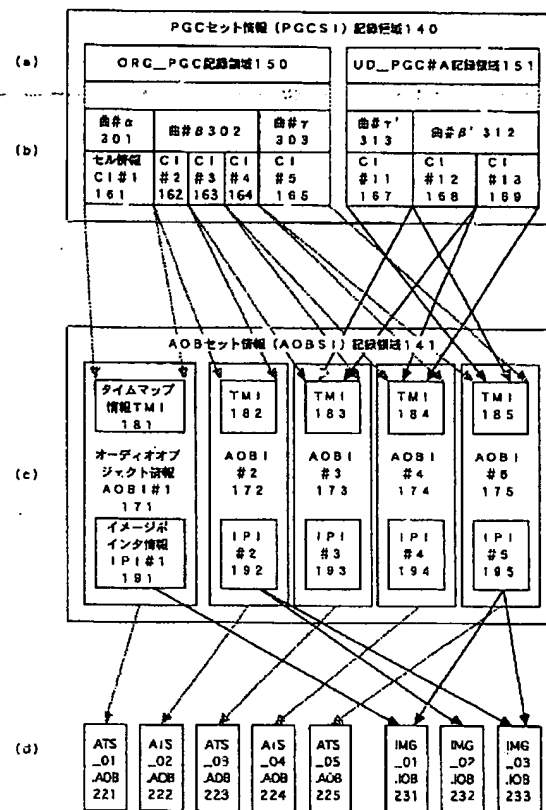 PGCセット情報（PGCSI）記録領域140
(a)
ORG_PGC記録領域150
UD_PGC#A記録領域151
(b)
曲#α
301
曲#β302
曲#γ
303
曲#γ'
313
曲#β'312
セル情報
CI#1
161
CI
#2
162
CI
#3
163
CI
#4
164
CI
#5
165
CI
#11
167
CI
#12
168
CI
#13
169
AOBセット情報（AOBSI）記録領域141
(c)
タイムマップ
情報TMI
181
TMI
182
TMI
183
TMI
184
TMI
185
オーディオオブ
ジェクト情報
AOBI#1
171
AOBI
#2
172
AOBI
#3
173
AOBI
#4
174
AOBI
#5
175
イメージポ
インタ情報
IPI#1
191
IPI
#2
192
IPI
#3
193
IPI
#4
194
IPI
#5
195
(d)
ATS
_01
.AOB
221
ATS
_02
.AOB
222
ATS
_03
.AOB
223
ATS
_04
.AOB
224
ATS
_05
.AOB
225
IMG
_01
.IOB
231
IMG
_02
.IOB
232
IMG
_03
.IOB
233